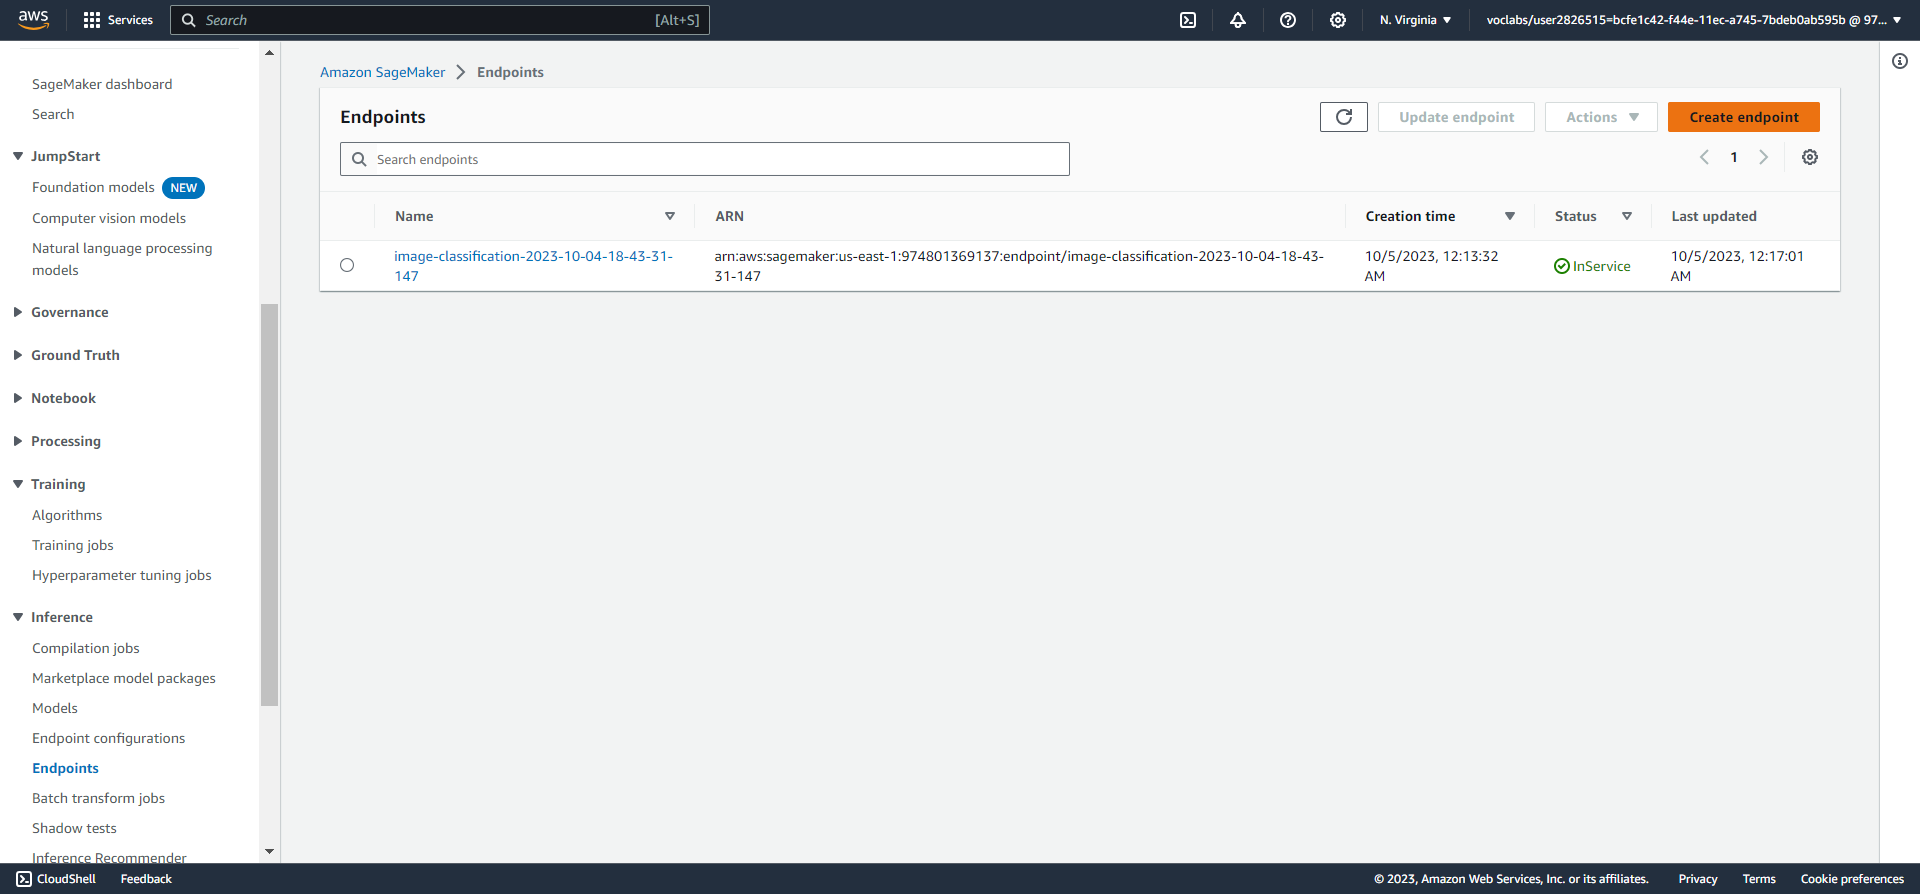 aws
Services
Search
[Alt+S]
N. Virginia
voclabs/user2826515=bcfe1c42-f44e-11ec-a745-7bdeb0ab595b @ 97...
SageMaker dashboard
Search
JumpStart
Foundation models NEW
Computer vision models
Natural language processing
models
Governance
Ground Truth
Notebook
Processing
Training
Algorithms
Training jobs
Hyperparameter tuning jobs
Inference
Compilation jobs
Marketplace model packages
Models
Endpoint configurations
Endpoints
Batch transform jobs
Shadow tests
Inference Recommender
Amazon SageMaker > Endpoints
Endpoints
Update endpoint
Actions
Create endpoint
Search endpoints
1
Name
ARN
Creation time
Status
Last updated
image-classification-2023-10-04-18-43-31-
147
arn:aws:sagemaker:us-east-1:974801369137:endpoint/image-classification-2023-10-04-18-43-
31-147
10/5/2023, 12:13:32
AM
InService
10/5/2023, 12:17:01
AM
CloudShell
Feedback
© 2023, Amazon Web Services, Inc. or its affiliates.
Privacy
Terms
Cookie preferences